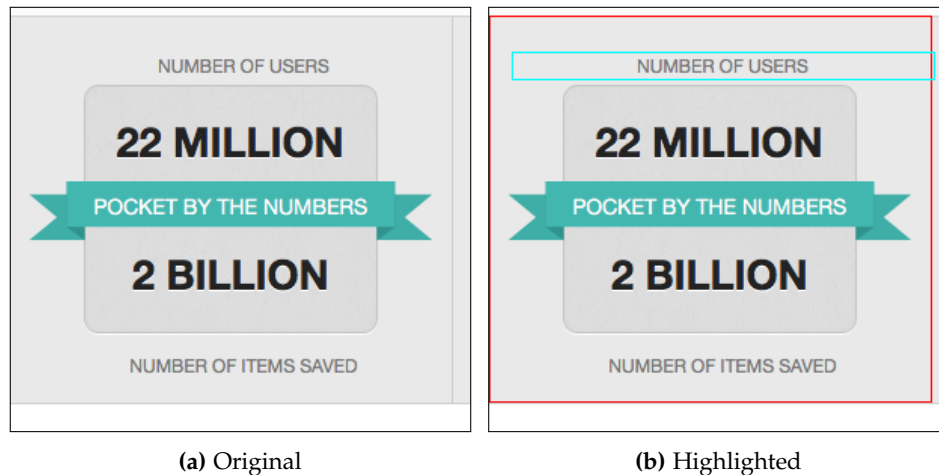 NUMBER OF USERS
22 MILLION
POCKET BY THE NUMBERS
2 BILLION
NUMBER OF ITEMS SAVED
(a) Original
NUMBER OF USERS
22 MILLION
POCKET BY THE NUMBERS
2 BILLION
NUMBER OF ITEMS SAVED
(b) Highlighted